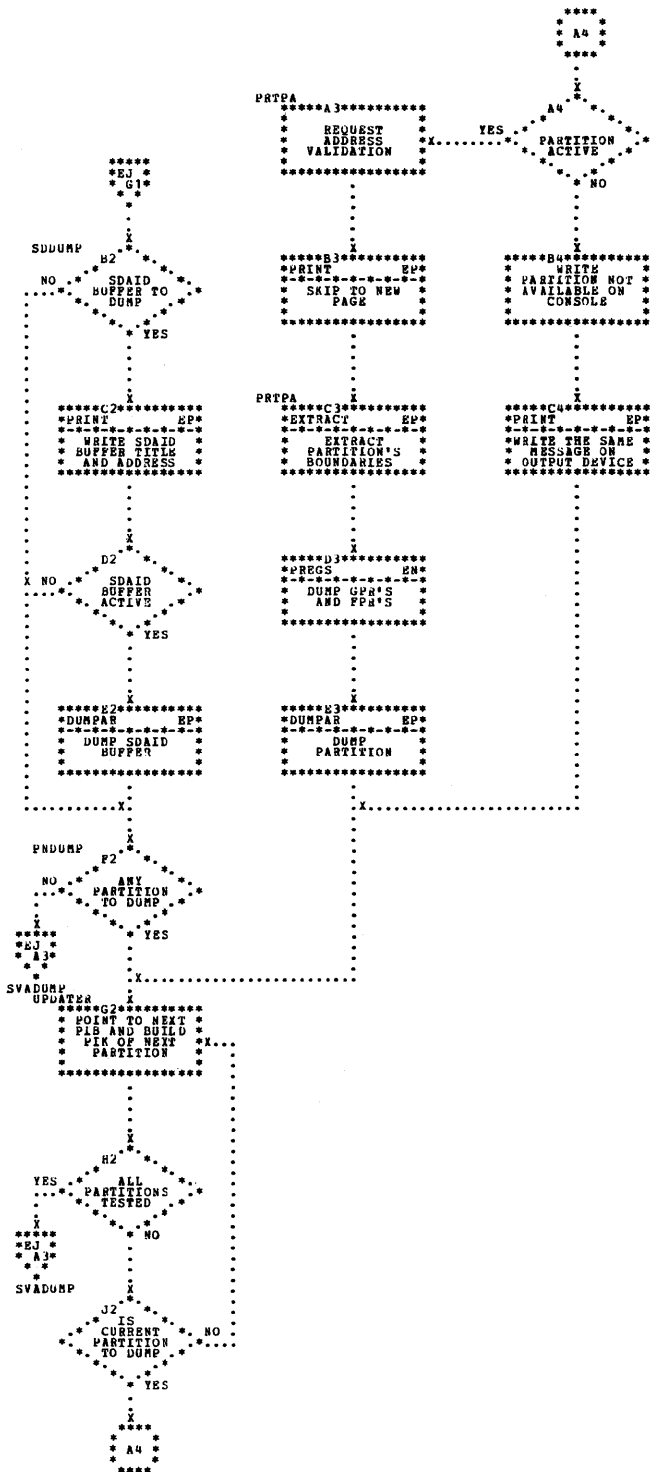 A4
PRTPA
A3
REQUEST
ADDRESS
VALIDATION
YES
A4
PARTITION
ACTIVE
NO
EJ
G1
SDDUMP
B2
NO
SDAID
BUFFER TO
DUMP
YES
B3
PRINT EP
SKIP TO NEW
PAGE
B4
WRITE
PARTITION NOT
AVAILABLE ON
CONSOLE
C2
PRINT EP
WRITE SDAID
BUFFER TITLE
AND ADDRESS
PRTPA
C3
EXTRACT EP
EXTRACT
PARTITION'S
BOUNDARIES
C4
PRINT EP
WRITE THE SAME
MESSAGE ON
OUTPUT DEVICE
D2
X NO
SDAID
BUFFER
ACTIVE
YES
D3
PREGS EN
DUMP GPR'S
AND FPR'S
E2
DUMPAR EP
DUMP SDAID
BUFFER
E3
DUMPAR EP
DUMP
PARTITION
PNDUMP
F2
NO
ANY
PARTITION
TO DUMP
YES
EJ
A3
SVADUMP
UPDATER
G2
POINT TO NEXT
PIB AND BUILD
PIK OF NEXT
PARTITION
H2
YES
ALL
PARTITIONS
TESTED
NO
EJ
A3
SVADUMP
J2
IS
CURRENT
PARTITION
TO DUMP
NO
YES
A4